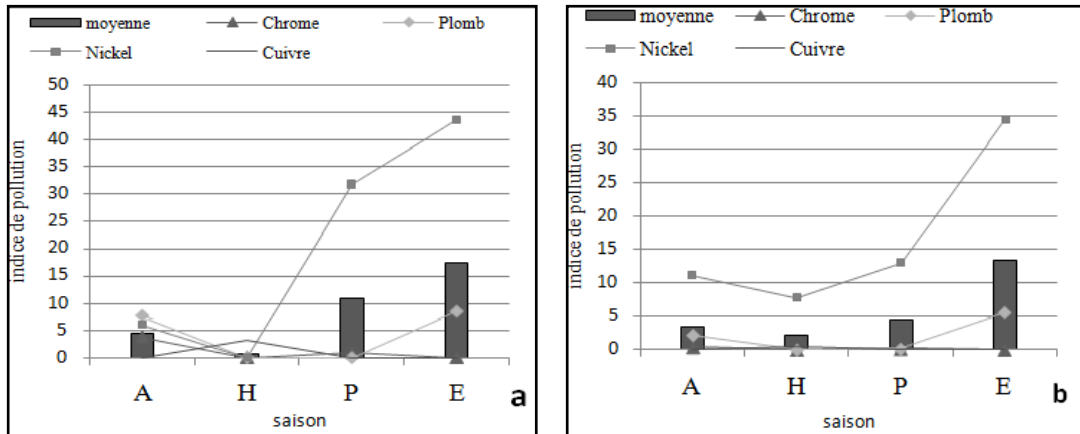 moyenne Chrome Plomb
Nickel Cuivre
50
45
40
35
30
25
20
15
10
5
0
indice de pollution
A H P E
saison
a
moyenne Chrome Plomb
Nickel Cuivre
40
35
30
25
20
15
10
5
0
indice de pollution
A H P E
saison
b